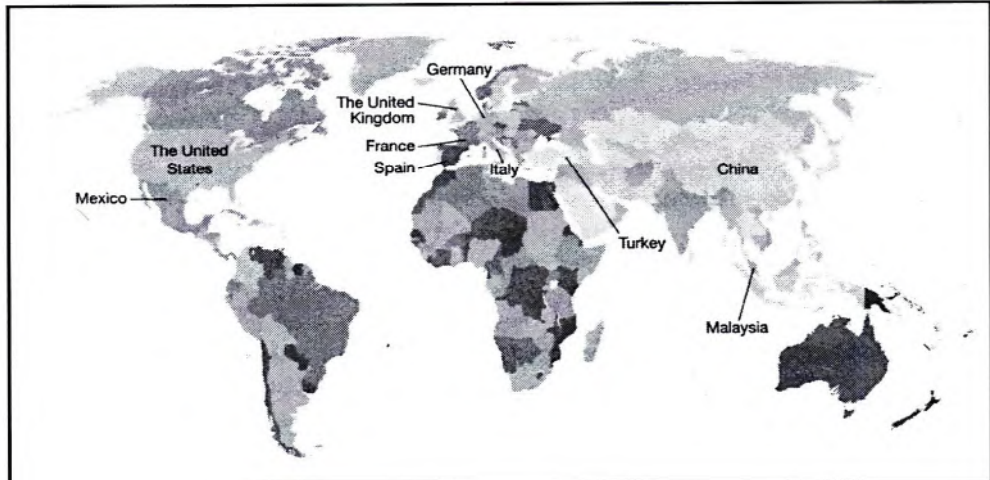 Germany
The United
Kingdom
France
Spain
Italy
The United
States
Mexico
China
Turkey
Malaysia